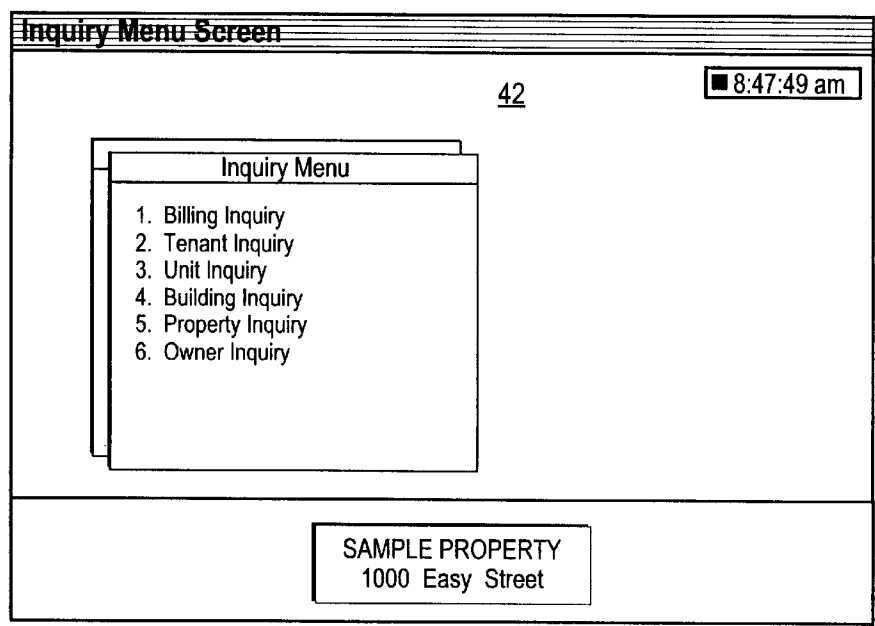 Inquiry Menu Screen
42
8:47:49 am
Inquiry Menu
1. Billing Inquiry
2. Tenant Inquiry
3. Unit Inquiry
4. Building Inquiry
5. Property Inquiry
6. Owner Inquiry
SAMPLE PROPERTY
1000 Easy Street